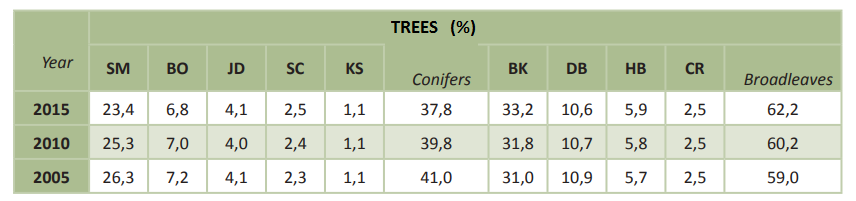 TREES (%)
Year SM BO JD SC KS Conifers BK DB HB CR Broadleaves
2015 23,4 6,8 4,1 2,5 1,1 37,8 33,2 10,6 5,9 2,5 62,2
2010 25,3 7,0 4,0 2,4 1,1 39,8 31,8 10,7 5,8 2,5 60,2
2005 26,3 7,2 4,1 2,3 1,1 41,0 31,0 10,9 5,7 2,5 59,0